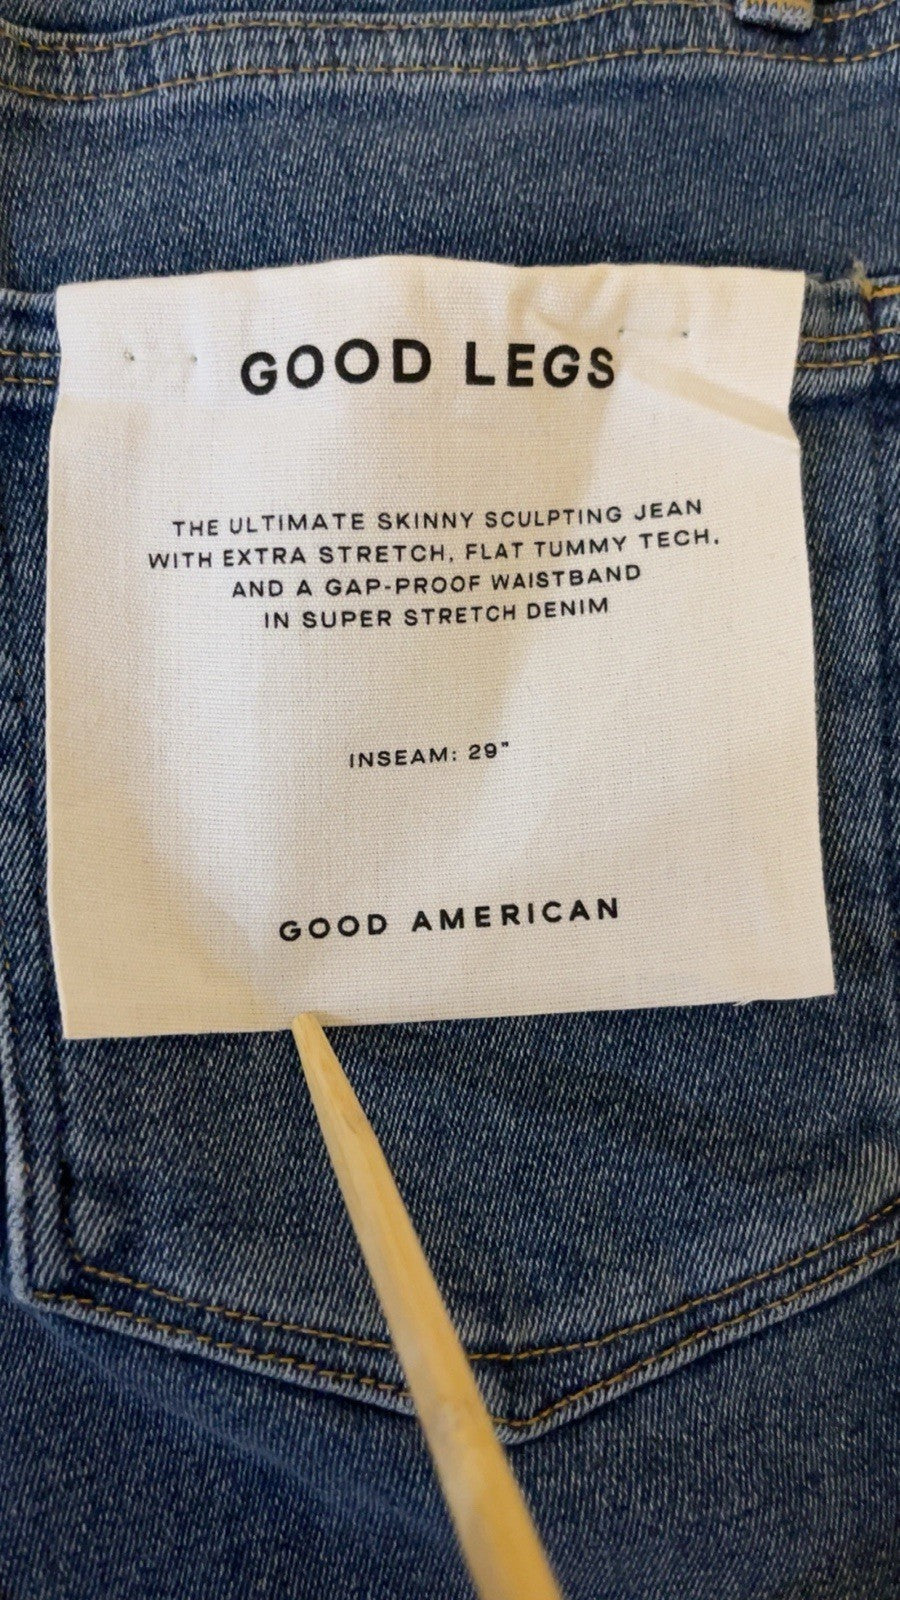 GOOD LEGS
THE ULTIMATE SKINNY SCULPTING JEAN
WITH EXTRA STRETCH, FLAT TUMMY TECH,
AND A GAP-PROOF WAISTBAND
IN SUPER STRETCH DENIM
INSEAM: 29"
GOOD AMERICAN